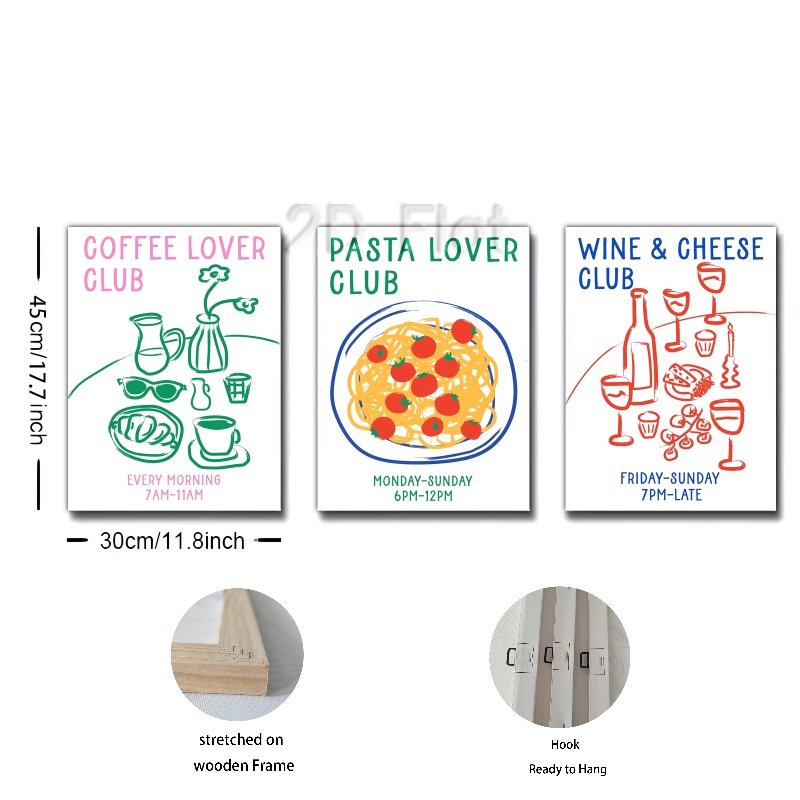 2D Flat
COFFEE LOVER
CLUB
EVERY MORNING
7AM-11AM
PASTA LOVER
CLUB
MONDAY-SUNDAY
6PM-12PM
WINE & CHEESE
CLUB
FRIDAY-SUNDAY
7PM-LATE
45cm/17.7inch
30cm/11.8inch
stretched on
wooden Frame
Hook
Ready to Hang